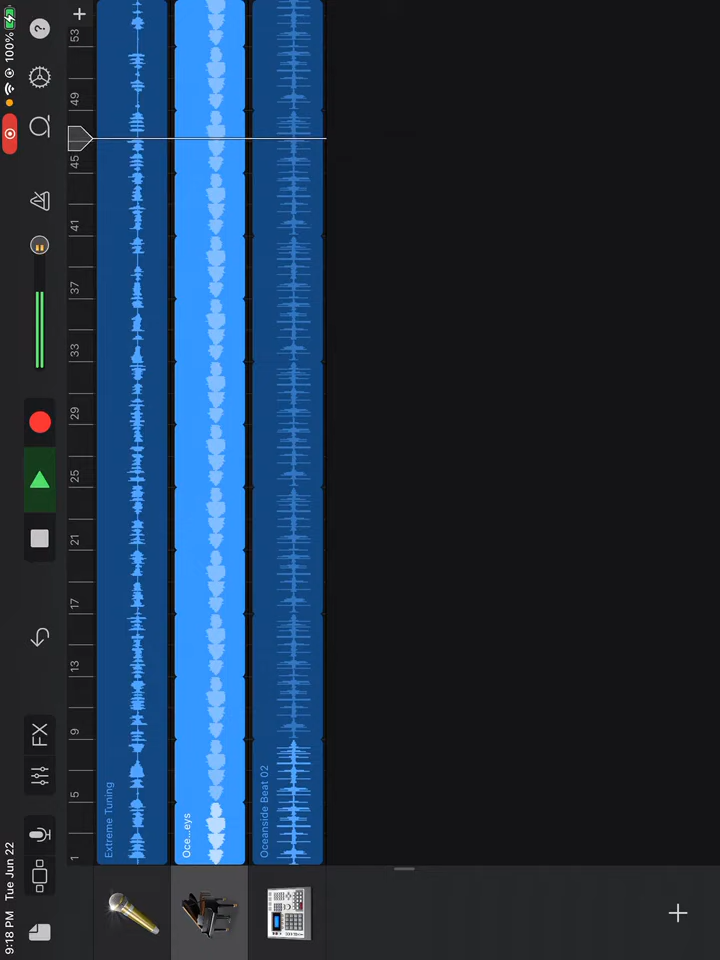 9:18 PM Tue Jun 22
100%
FX
?
1 5 9 13 17 21 25 29 33 37 41 45 49 53
+
Extreme Tuning
Oce...eys
Oceanside Beat 02
+